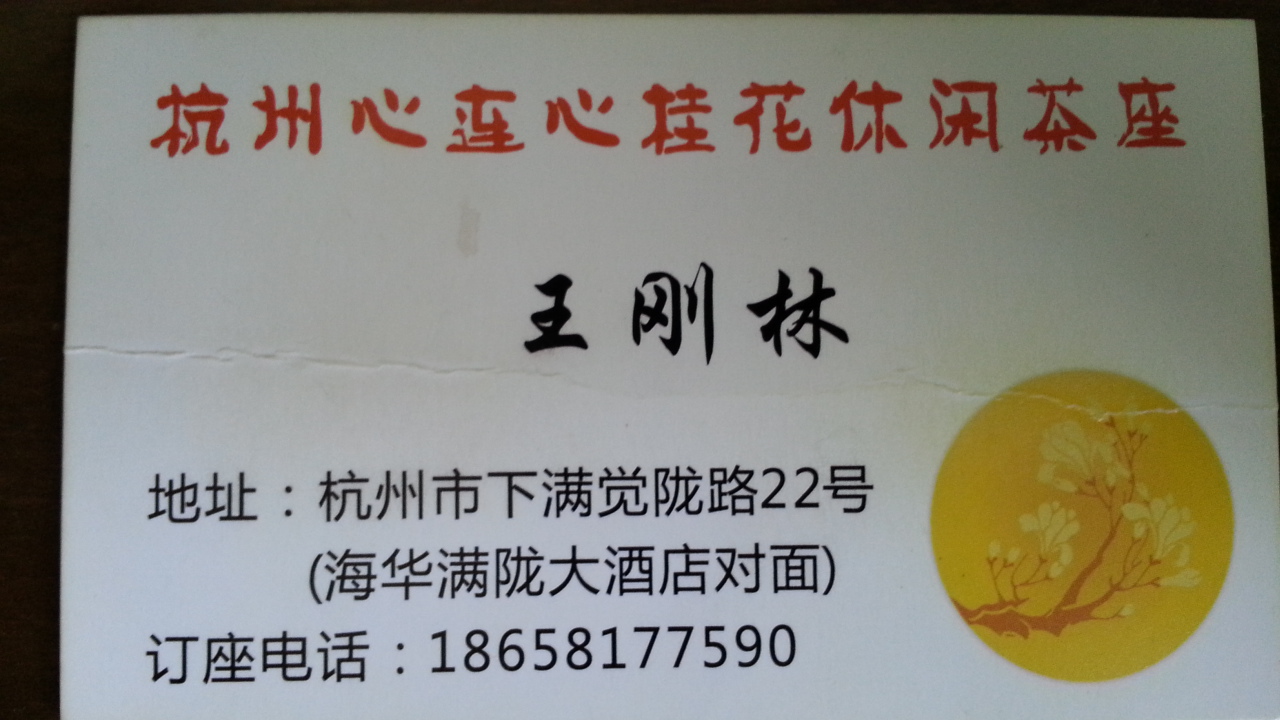 杭州心连心桂花休闲茶座
王刚林
地址：杭州市下满觉陇路22号
(海华满陇大酒店对面)
订座电话：18658177590